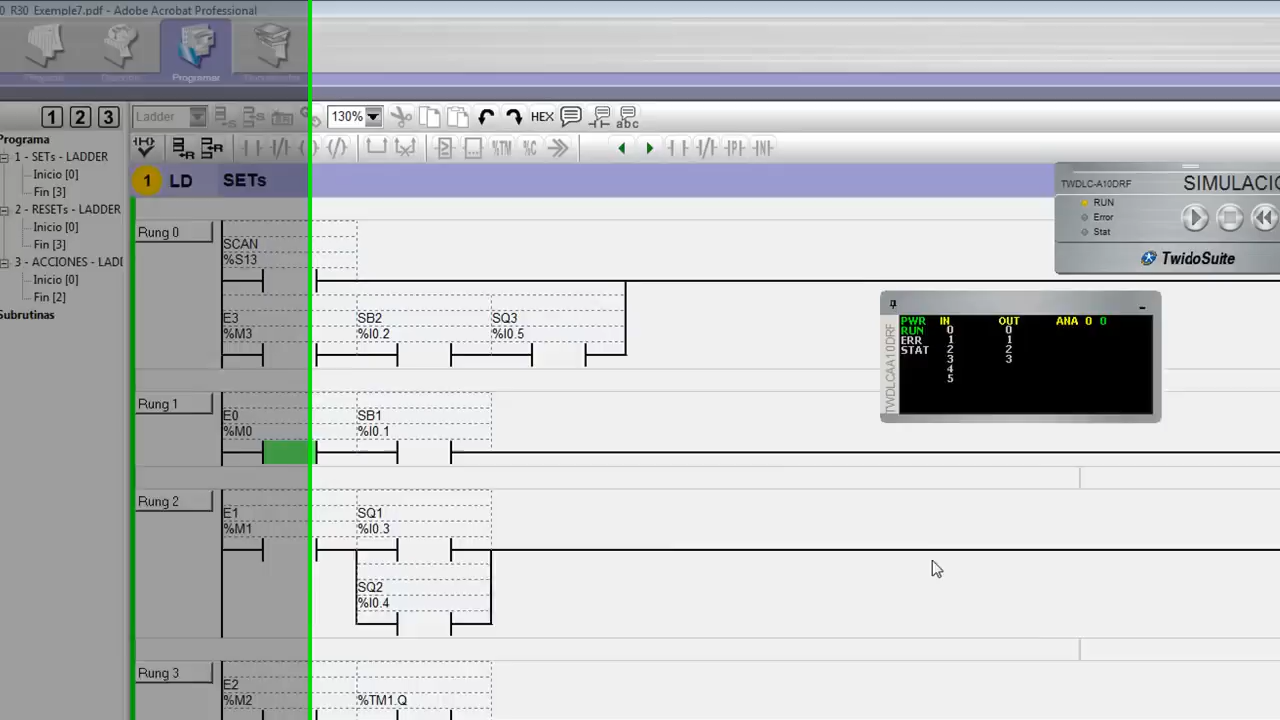 0_R30_Exemple7.pdf - Adobe Acrobat Professional
Programar
1 2 3
Ladder
130%
HEX
abc
%TM
%C
Programa
1 - SETs - LADDER
Inicio [0]
Fin [3]
2 - RESETs - LADDER
Inicio [0]
Fin [3]
3 - ACCIONES - LADI
Inicio [0]
Fin [2]
Subrutinas
1 LD SETs
Rung 0
SCAN
%S13
E3
%M3
SB2
%I0.2
SQ3
%I0.5
Rung 1
E0
%M0
SB1
%I0.1
Rung 2
E1
%M1
SQ1
%I0.3
SQ2
%I0.4
Rung 3
E2
%M2
%TM1.Q
TWDLC-A10DRF
SIMULACIO
RUN
Error
Stat
TwidoSuite
TWDLCAA10DRF
PWR IN OUT ANA 0 0
RUN 0 0
ERR 1 1
STAT 2 2
3 3
4
5